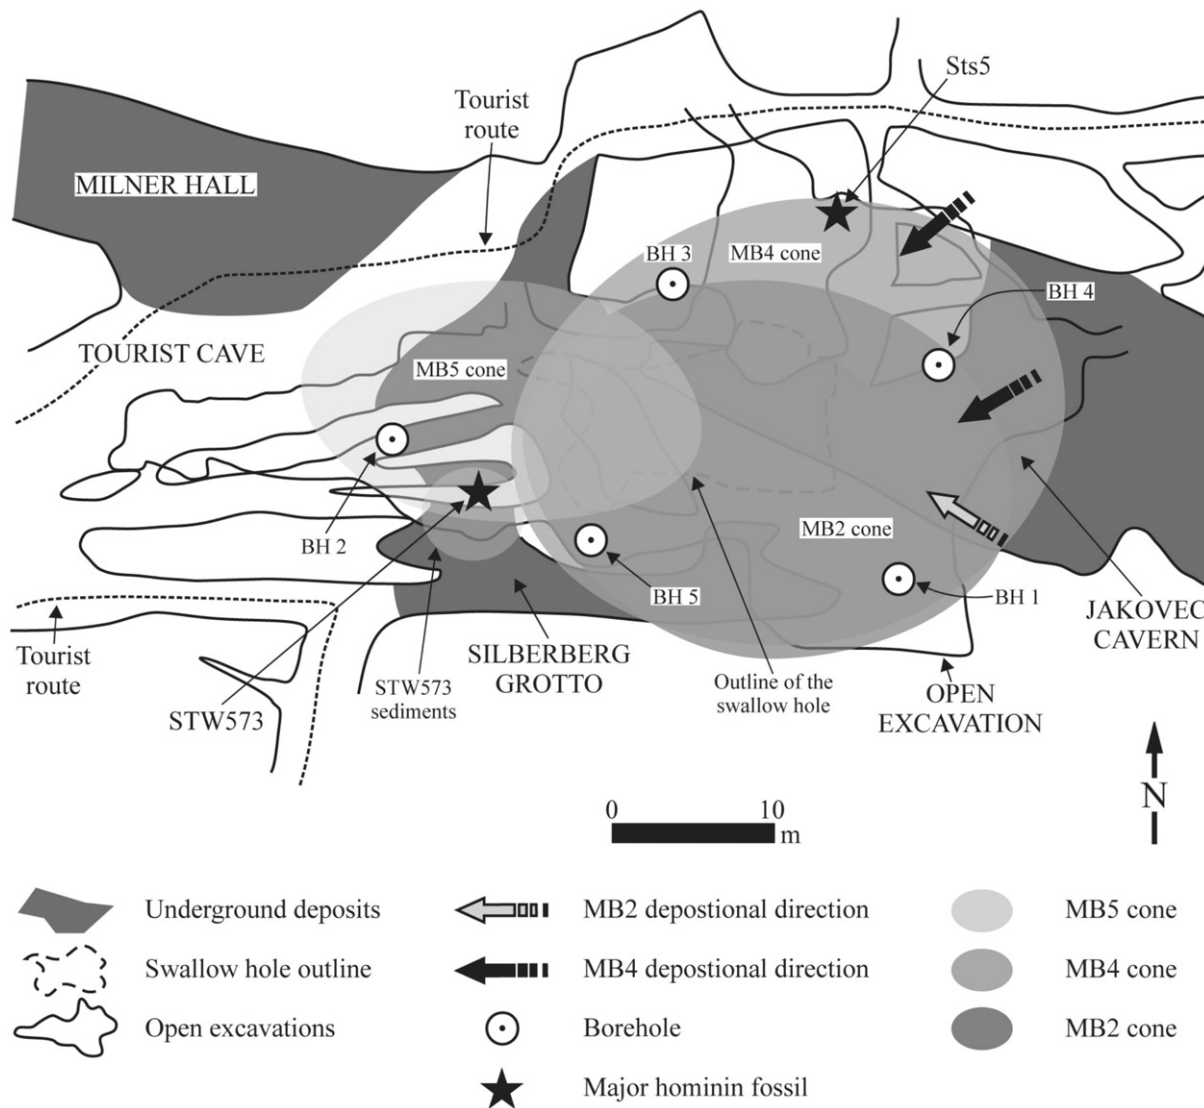 Sts5
Tourist
route
MILNER HALL
BH 3
MB4 cone
BH 4
TOURIST CAVE
MB5 cone
MB2 cone
BH 2
BH 5
BH 1
JAKOVEC
CAVERN
Tourist
route
STW573
STW573
sediments
SILBERBERG
GROTTO
Outline of the
swallow hole
OPEN
EXCAVATION
0 10
m
N
Underground deposits
MB2 depostional direction
MB5 cone
Swallow hole outline
MB4 depostional direction
MB4 cone
Open excavations
Borehole
MB2 cone
Major hominin fossil